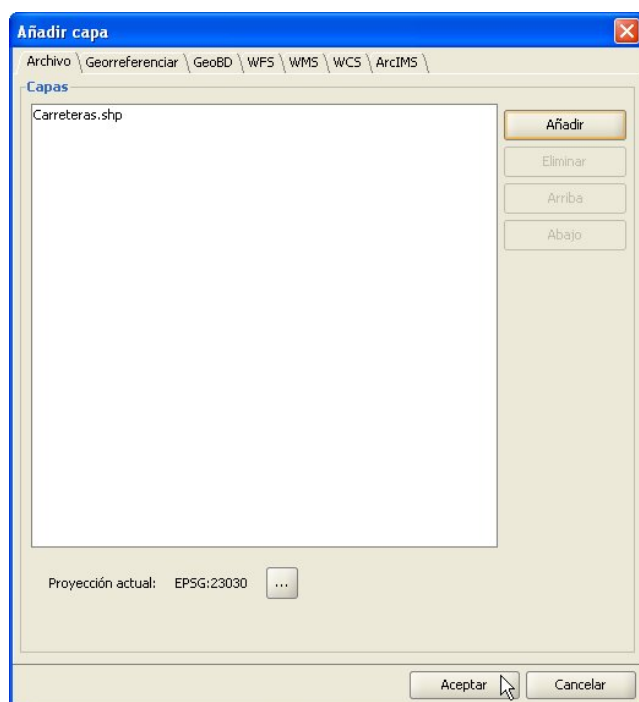 Añadir capa
Archivo Georreferenciar GeoBD WFS WMS WCS ArcIMS
Capas
Carreteras.shp
Añadir
Eliminar
Arriba
Abajo
Proyección actual: EPSG:23030 ...
Aceptar Cancelar